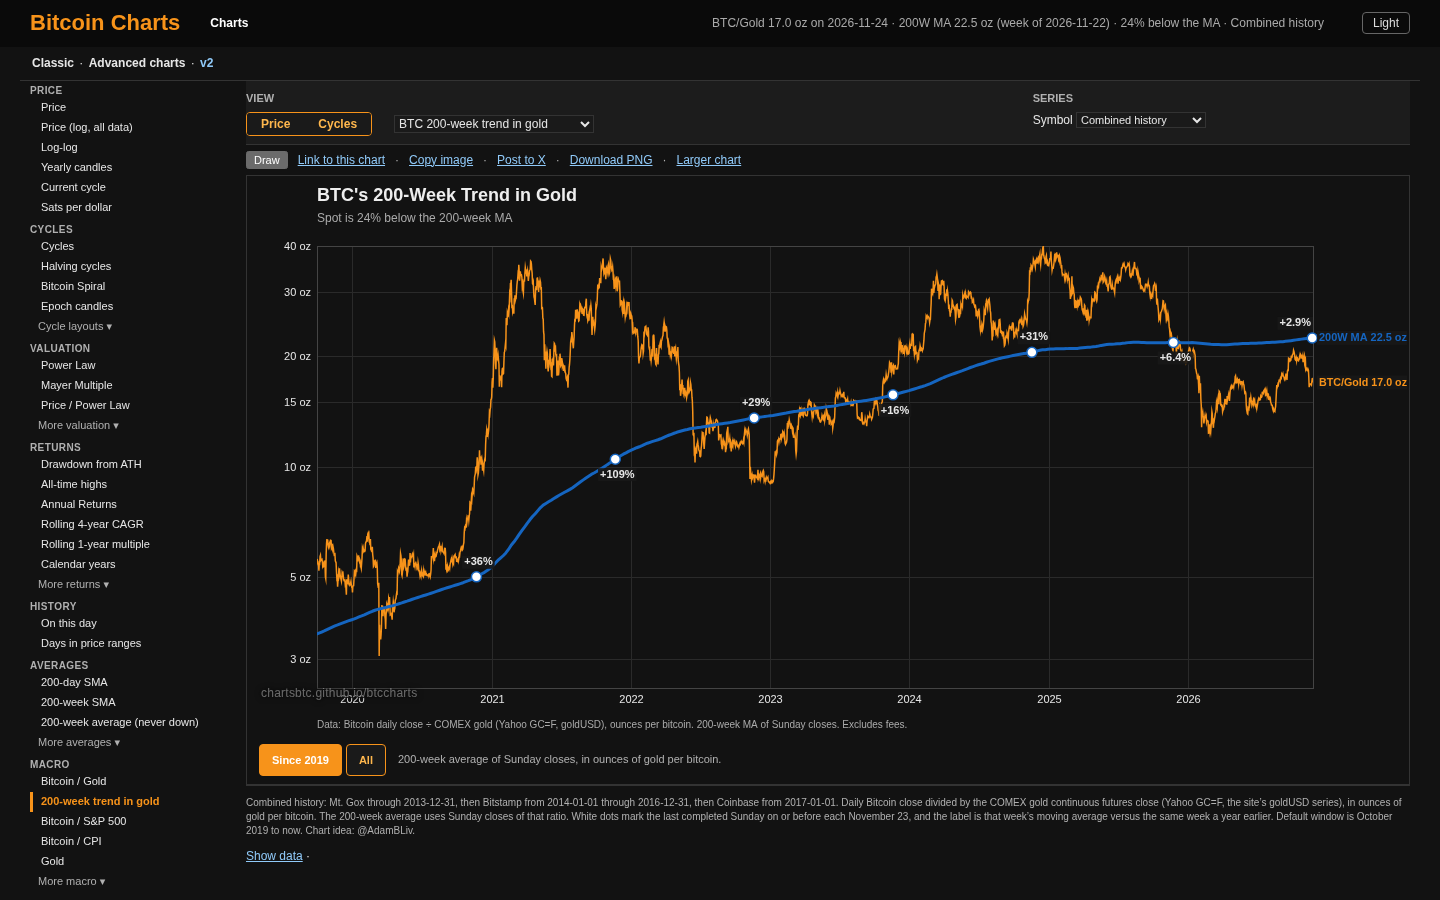 Bitcoin Charts
Charts
BTC/Gold 17.0 oz on 2026-11-24 · 200W MA 22.5 oz (week of 2026-11-22) · 24% below the MA · Combined history
Light
Classic · Advanced charts · v2
PRICE
Price
Price (log, all data)
Log-log
Yearly candles
Current cycle
Sats per dollar
CYCLES
Cycles
Halving cycles
Bitcoin Spiral
Epoch candles
Cycle layouts ▾
VALUATION
Power Law
Mayer Multiple
Price / Power Law
More valuation ▾
RETURNS
Drawdown from ATH
All-time highs
Annual Returns
Rolling 4-year CAGR
Rolling 1-year multiple
Calendar years
More returns ▾
HISTORY
On this day
Days in price ranges
AVERAGES
200-day SMA
200-week SMA
200-week average (never down)
More averages ▾
MACRO
Bitcoin / Gold
200-week trend in gold
Bitcoin / S&P 500
Bitcoin / CPI
Gold
More macro ▾
VIEW
Price Cycles
BTC 200-week trend in gold
SERIES
Symbol Combined history
Draw Link to this chart · Copy image · Post to X · Download PNG · Larger chart
BTC's 200-Week Trend in Gold
Spot is 24% below the 200-week MA
40 oz
30 oz
20 oz
15 oz
10 oz
5 oz
3 oz
+36%
+109%
+29%
+16%
+31%
+6.4%
+2.9%
200W MA 22.5 oz
BTC/Gold 17.0 oz
chartsbtc.github.io/btccharts
2020 2021 2022 2023 2024 2025 2026
Data: Bitcoin daily close ÷ COMEX gold (Yahoo GC=F, goldUSD), ounces per bitcoin. 200-week MA of Sunday closes. Excludes fees.
Since 2019 All 200-week average of Sunday closes, in ounces of gold per bitcoin.
Combined history: Mt. Gox through 2013-12-31, then Bitstamp from 2014-01-01 through 2016-12-31, then Coinbase from 2017-01-01. Daily Bitcoin close divided by the COMEX gold continuous futures close (Yahoo GC=F, the site's goldUSD series), in ounces of
gold per bitcoin. The 200-week average uses Sunday closes of that ratio. White dots mark the last completed Sunday on or before each November 23, and the label is that week's moving average versus the same week a year earlier. Default window is October
2019 to now. Chart idea: @AdamBLiv.
Show data ·